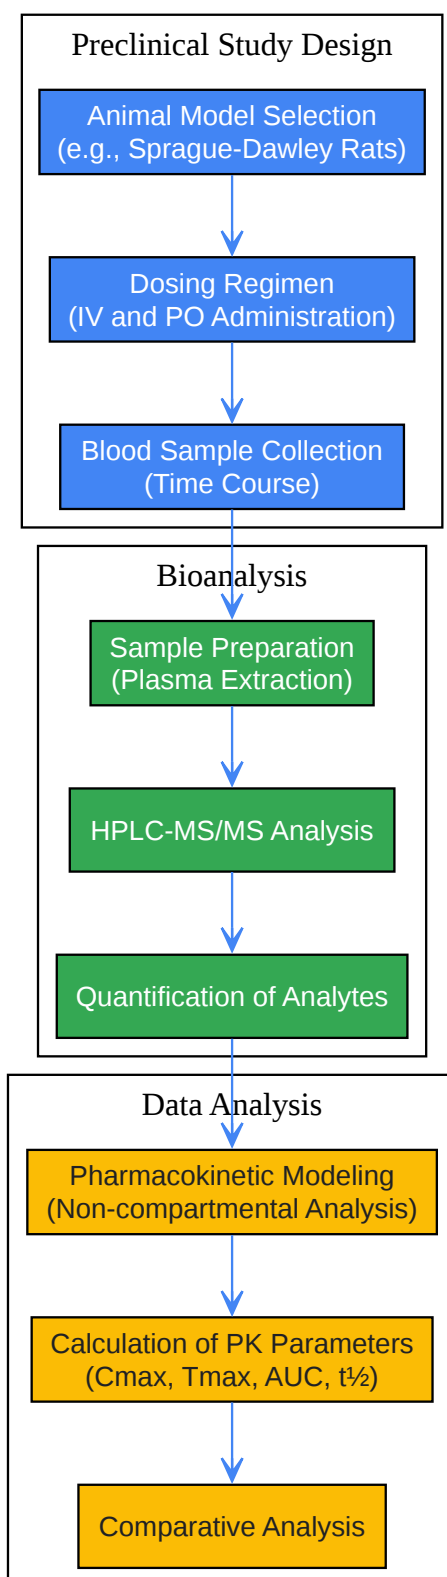 Preclinical Study Design
Animal Model Selection
(e.g., Sprague-Dawley Rats)
Dosing Regimen
(IV and PO Administration)
Blood Sample Collection
(Time Course)
Bioanalysis
Sample Preparation
(Plasma Extraction)
HPLC-MS/MS Analysis
Quantification of Analytes
Data Analysis
Pharmacokinetic Modeling
(Non-compartmental Analysis)
Calculation of PK Parameters
(Cmax, Tmax, AUC, t½)
Comparative Analysis